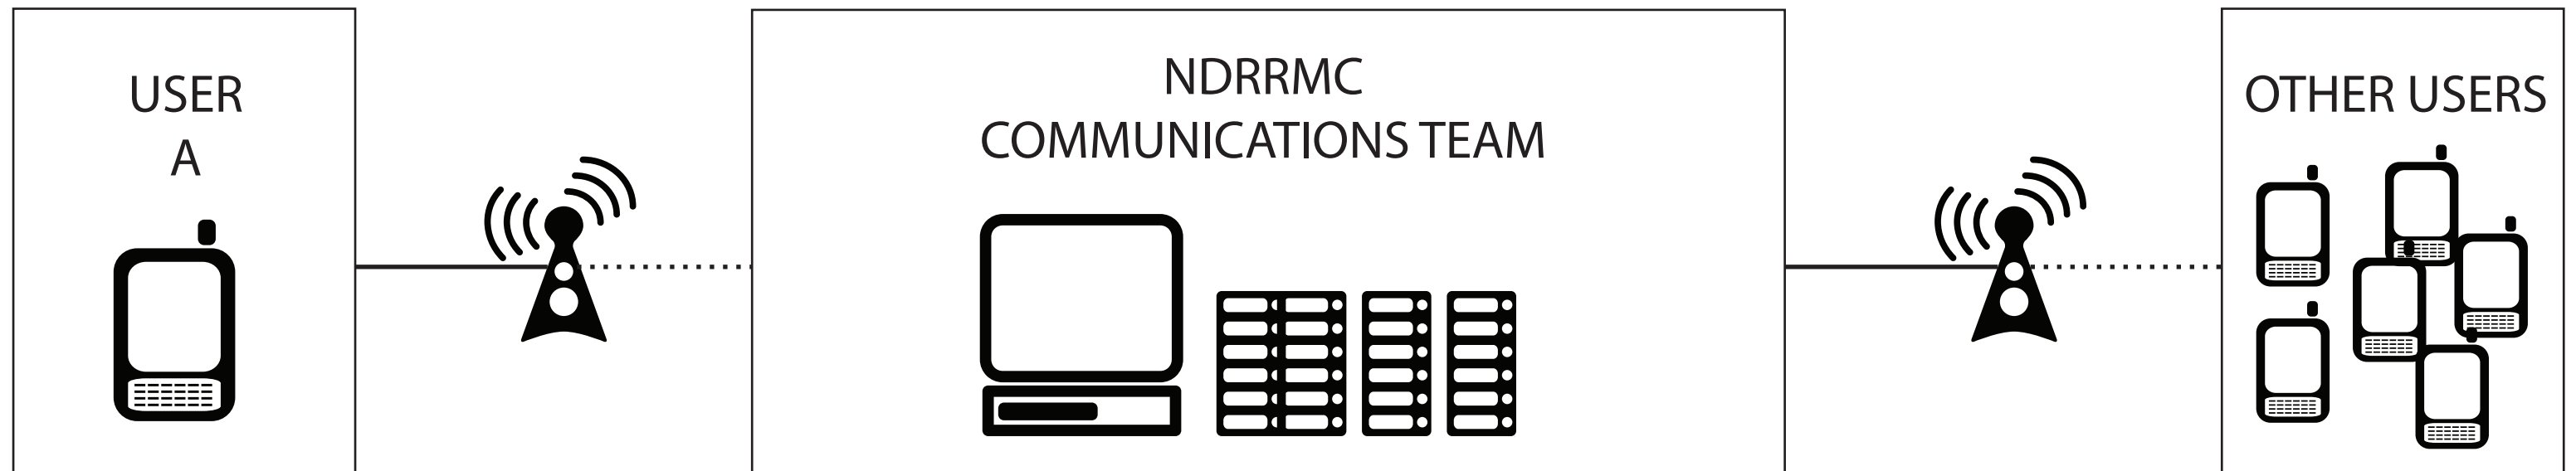 USER
A
NDRRMC
COMMUNICATIONS TEAM
OTHER USERS